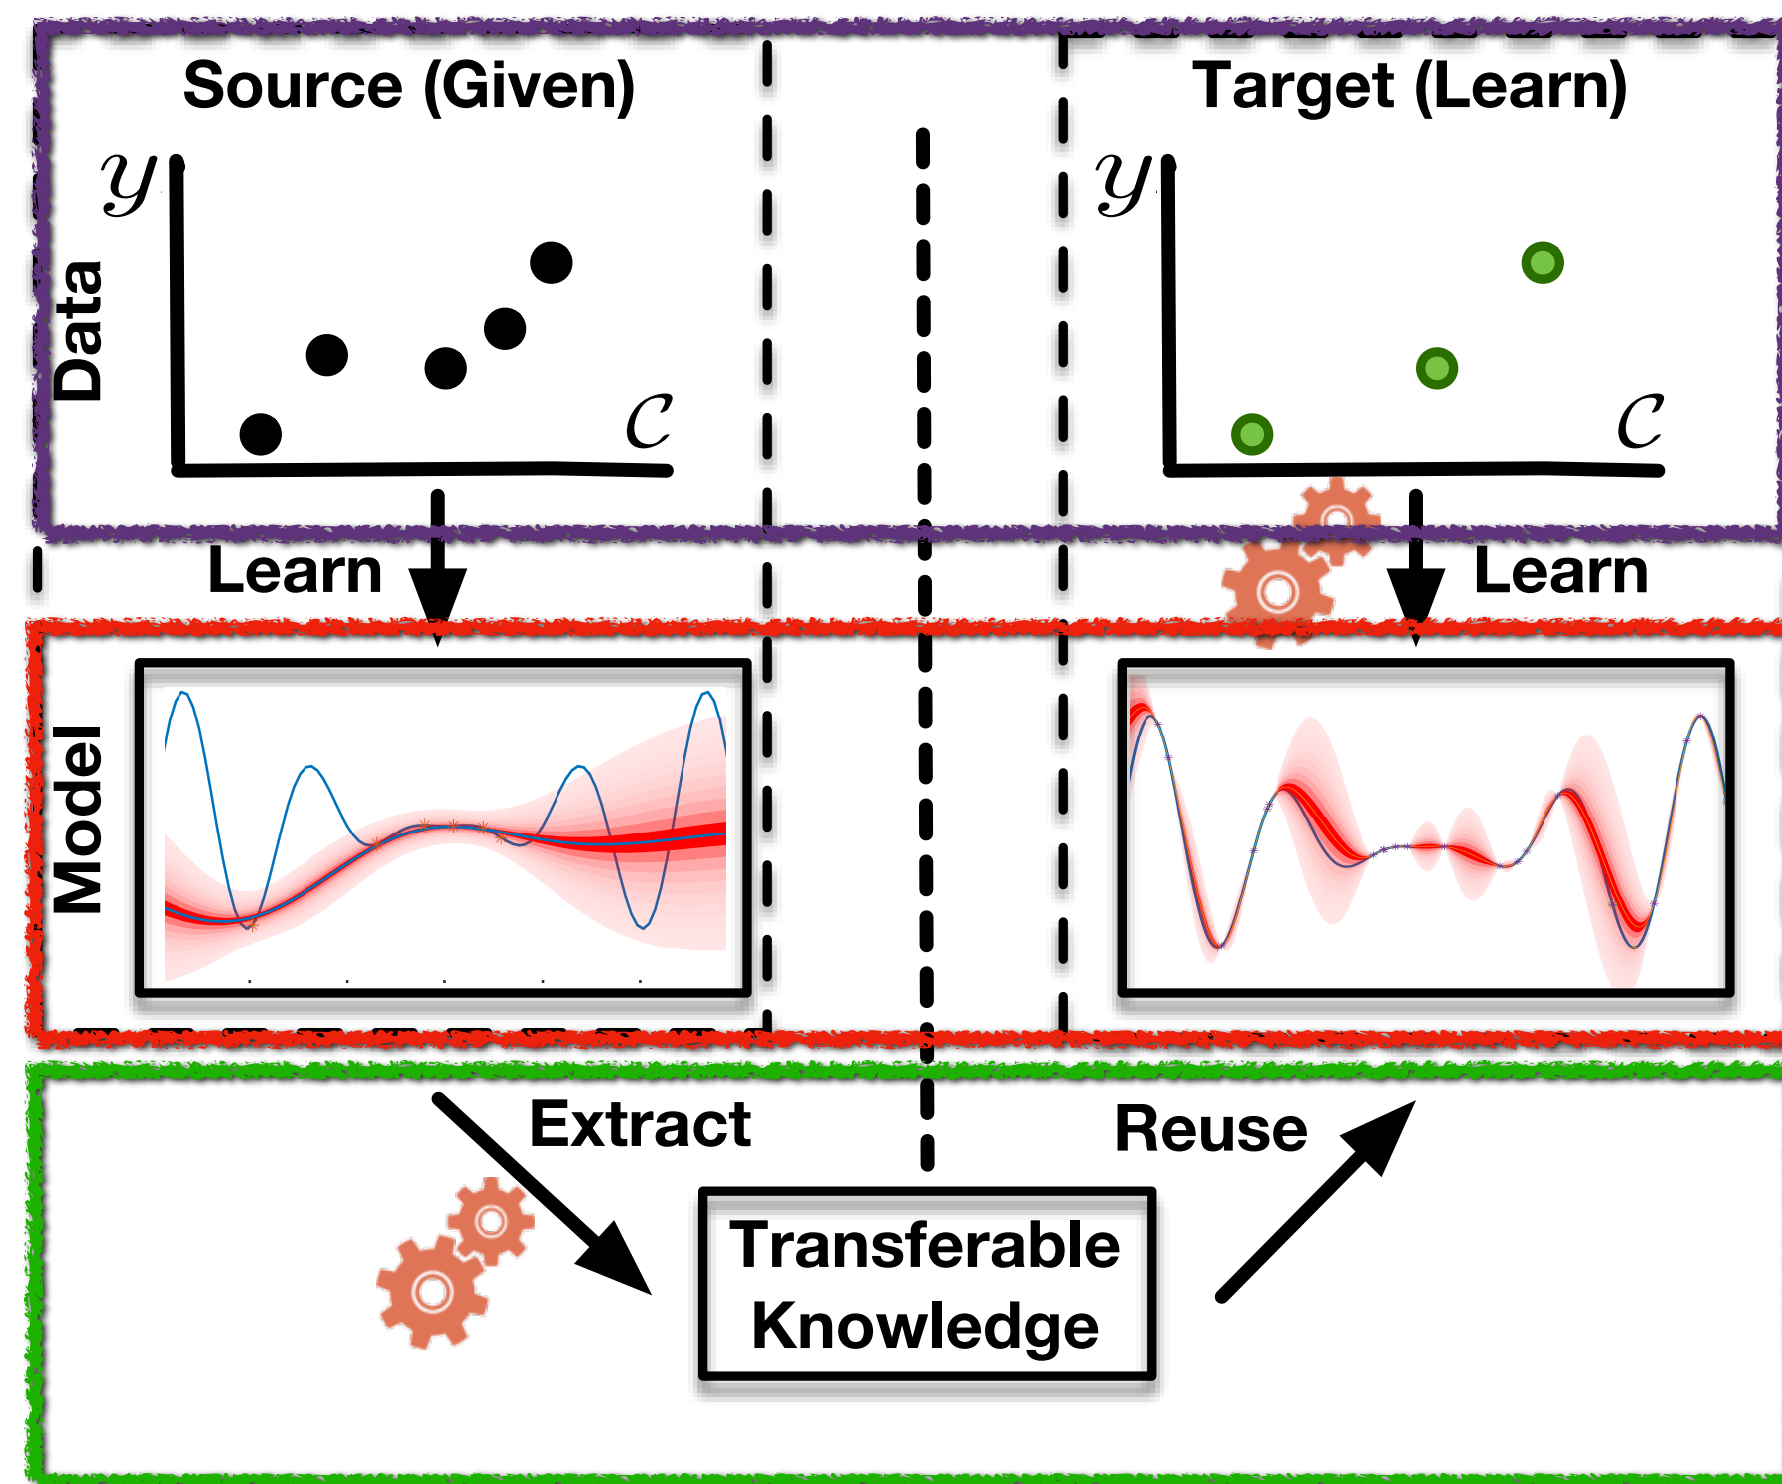 Source (Given)
Target (Learn)
y
y
Data
C
C
Learn
Learn
Model
Extract
Reuse
Transferable
Knowledge